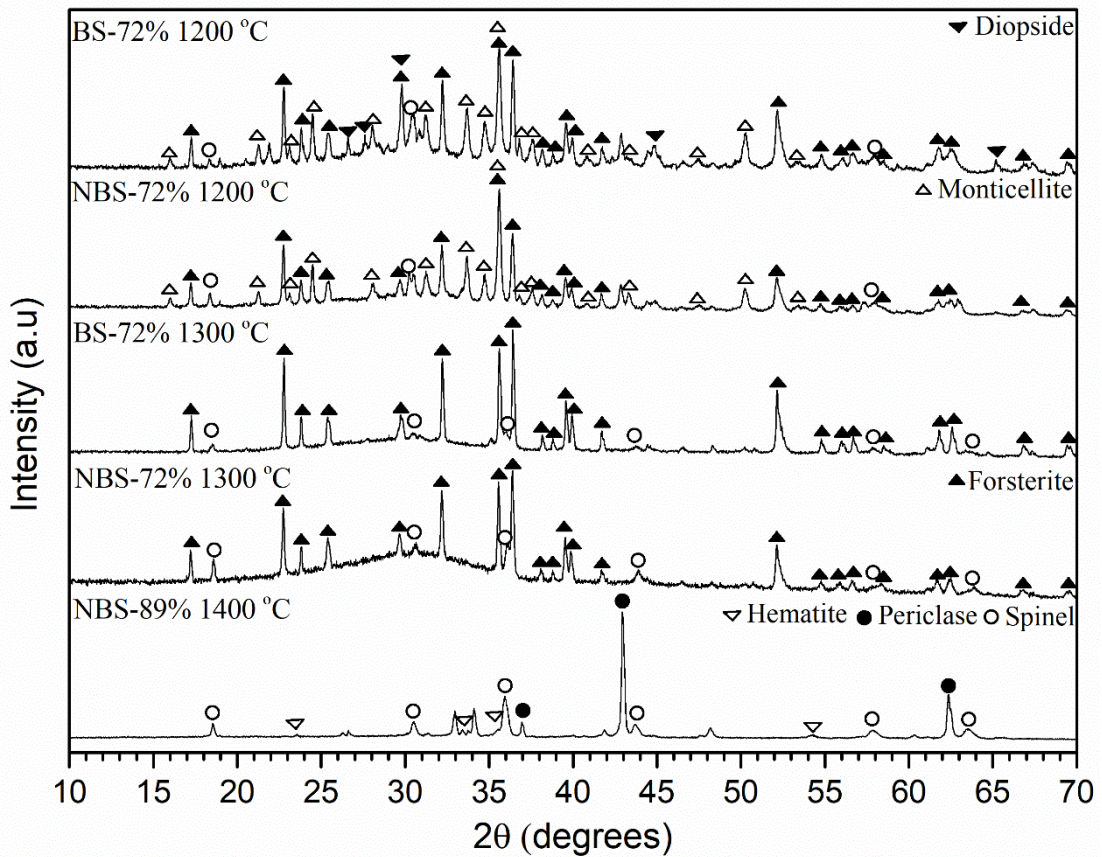 BS-72% 1200 °C
Diopside
NBS-72% 1200 °C
Monticellite
BS-72% 1300 °C
NBS-72% 1300 °C
Forsterite
NBS-89% 1400 °C
Hematite Periclase Spinel
Intensity (a.u)
10 15 20 25 30 35 40 45 50 55 60 65 70
2θ (degrees)